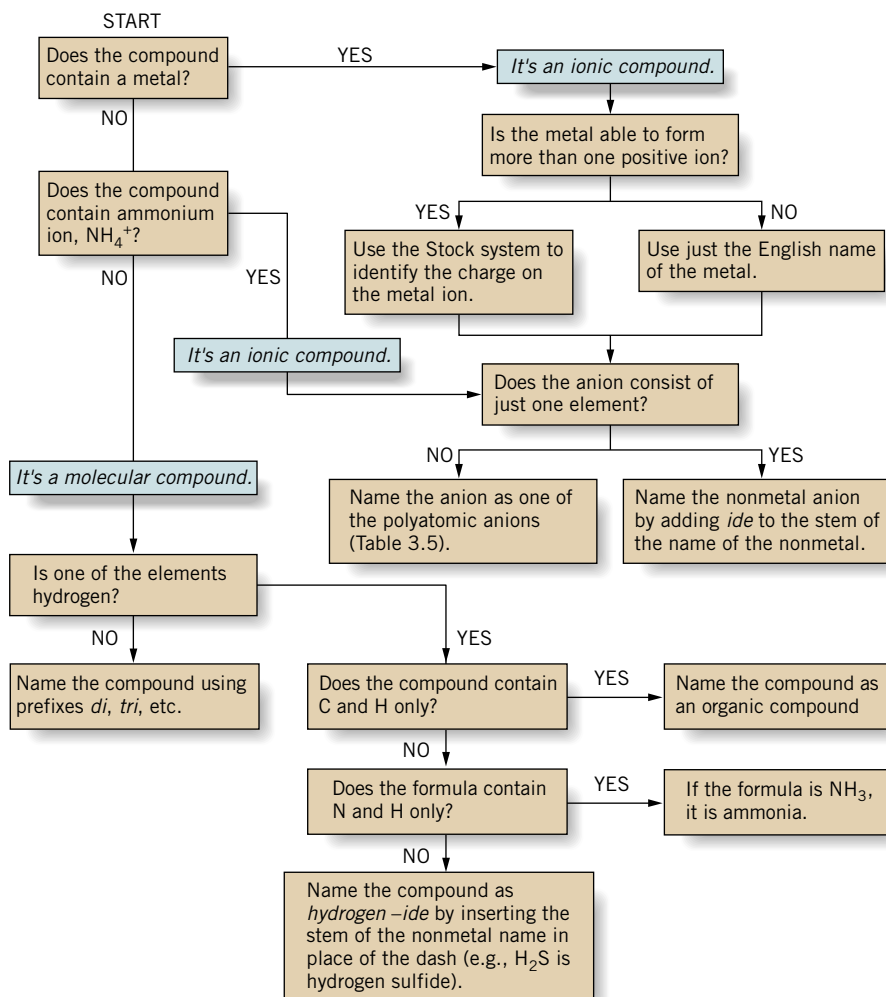 START
Does the compound
contain a metal?
YES
It's an ionic compound.
NO
Is the metal able to form
more than one positive ion?
Does the compound
contain ammonium
ion, NH₄⁺?
YES
NO
Use the Stock system to
identify the charge on
the metal ion.
Use just the English name
of the metal.
NO
YES
It's an ionic compound.
Does the anion consist of
just one element?
NO
YES
It's a molecular compound.
Name the anion as one of
the polyatomic anions
(Table 3.5).
Name the nonmetal anion
by adding ide to the stem of
the name of the nonmetal.
Is one of the elements
hydrogen?
NO
YES
Name the compound using
prefixes di, tri, etc.
Does the compound contain
C and H only?
YES
Name the compound as
an organic compound
NO
Does the formula contain
N and H only?
YES
If the formula is NH₃,
it is ammonia.
NO
Name the compound as
hydrogen –ide by inserting the
stem of the nonmetal name in
place of the dash (e.g., H₂S is
hydrogen sulfide).